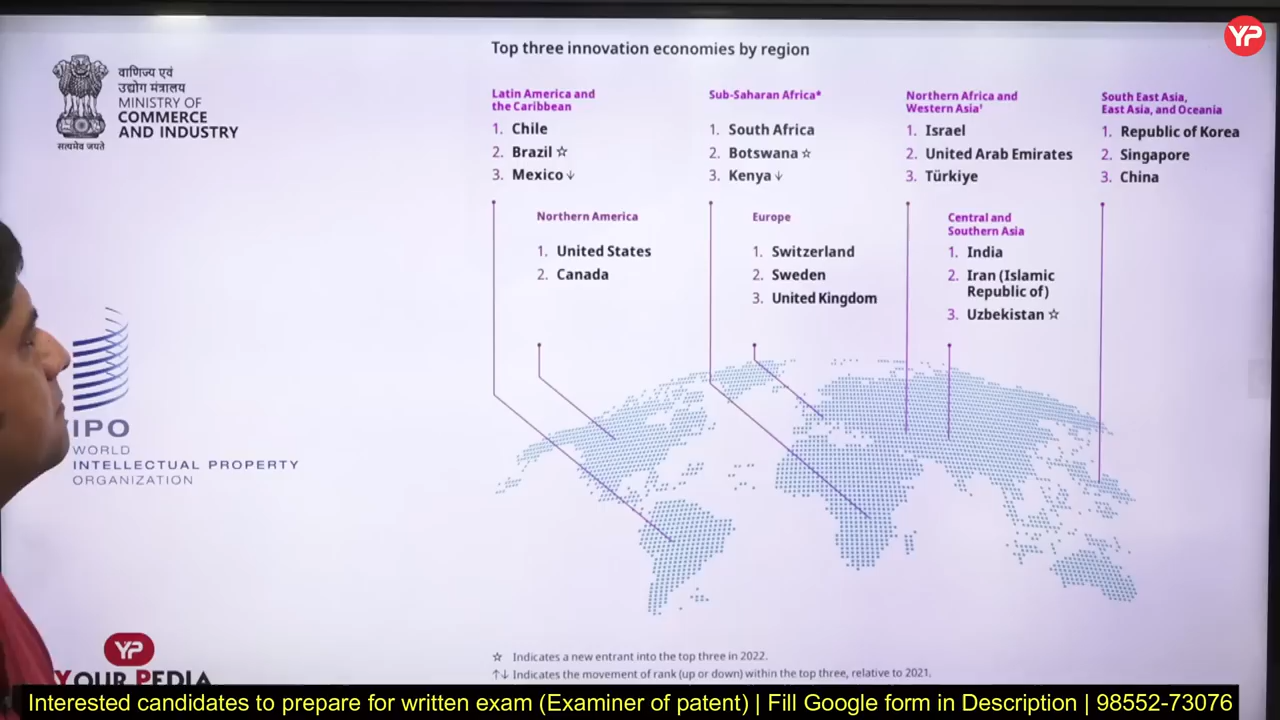 YP
वाणिज्य एवं
उद्योग मंत्रालय
MINISTRY OF
COMMERCE
AND INDUSTRY
सत्यमेव जयते
Top three innovation economies by region
Latin America and
the Caribbean
1. Chile
2. Brazil ☆
3. Mexico ↓
Sub-Saharan Africa*
1. South Africa
2. Botswana ☆
3. Kenya ↓
Northern Africa and
Western Asia†
1. Israel
2. United Arab Emirates
3. Türkiye
South East Asia,
East Asia, and Oceania
1. Republic of Korea
2. Singapore
3. China
Northern America
1. United States
2. Canada
Europe
1. Switzerland
2. Sweden
3. United Kingdom
Central and
Southern Asia
1. India
2. Iran (Islamic
Republic of)
3. Uzbekistan ☆
IPO
WORLD
INTELLECTUAL PROPERTY
ORGANIZATION
☆ Indicates a new entrant into the top three in 2022.
↑↓ Indicates the movement of rank (up or down) within the top three, relative to 2021.
YP
YOUR PEDIA
Interested candidates to prepare for written exam (Examiner of patent) | Fill Google form in Description | 98552-73076